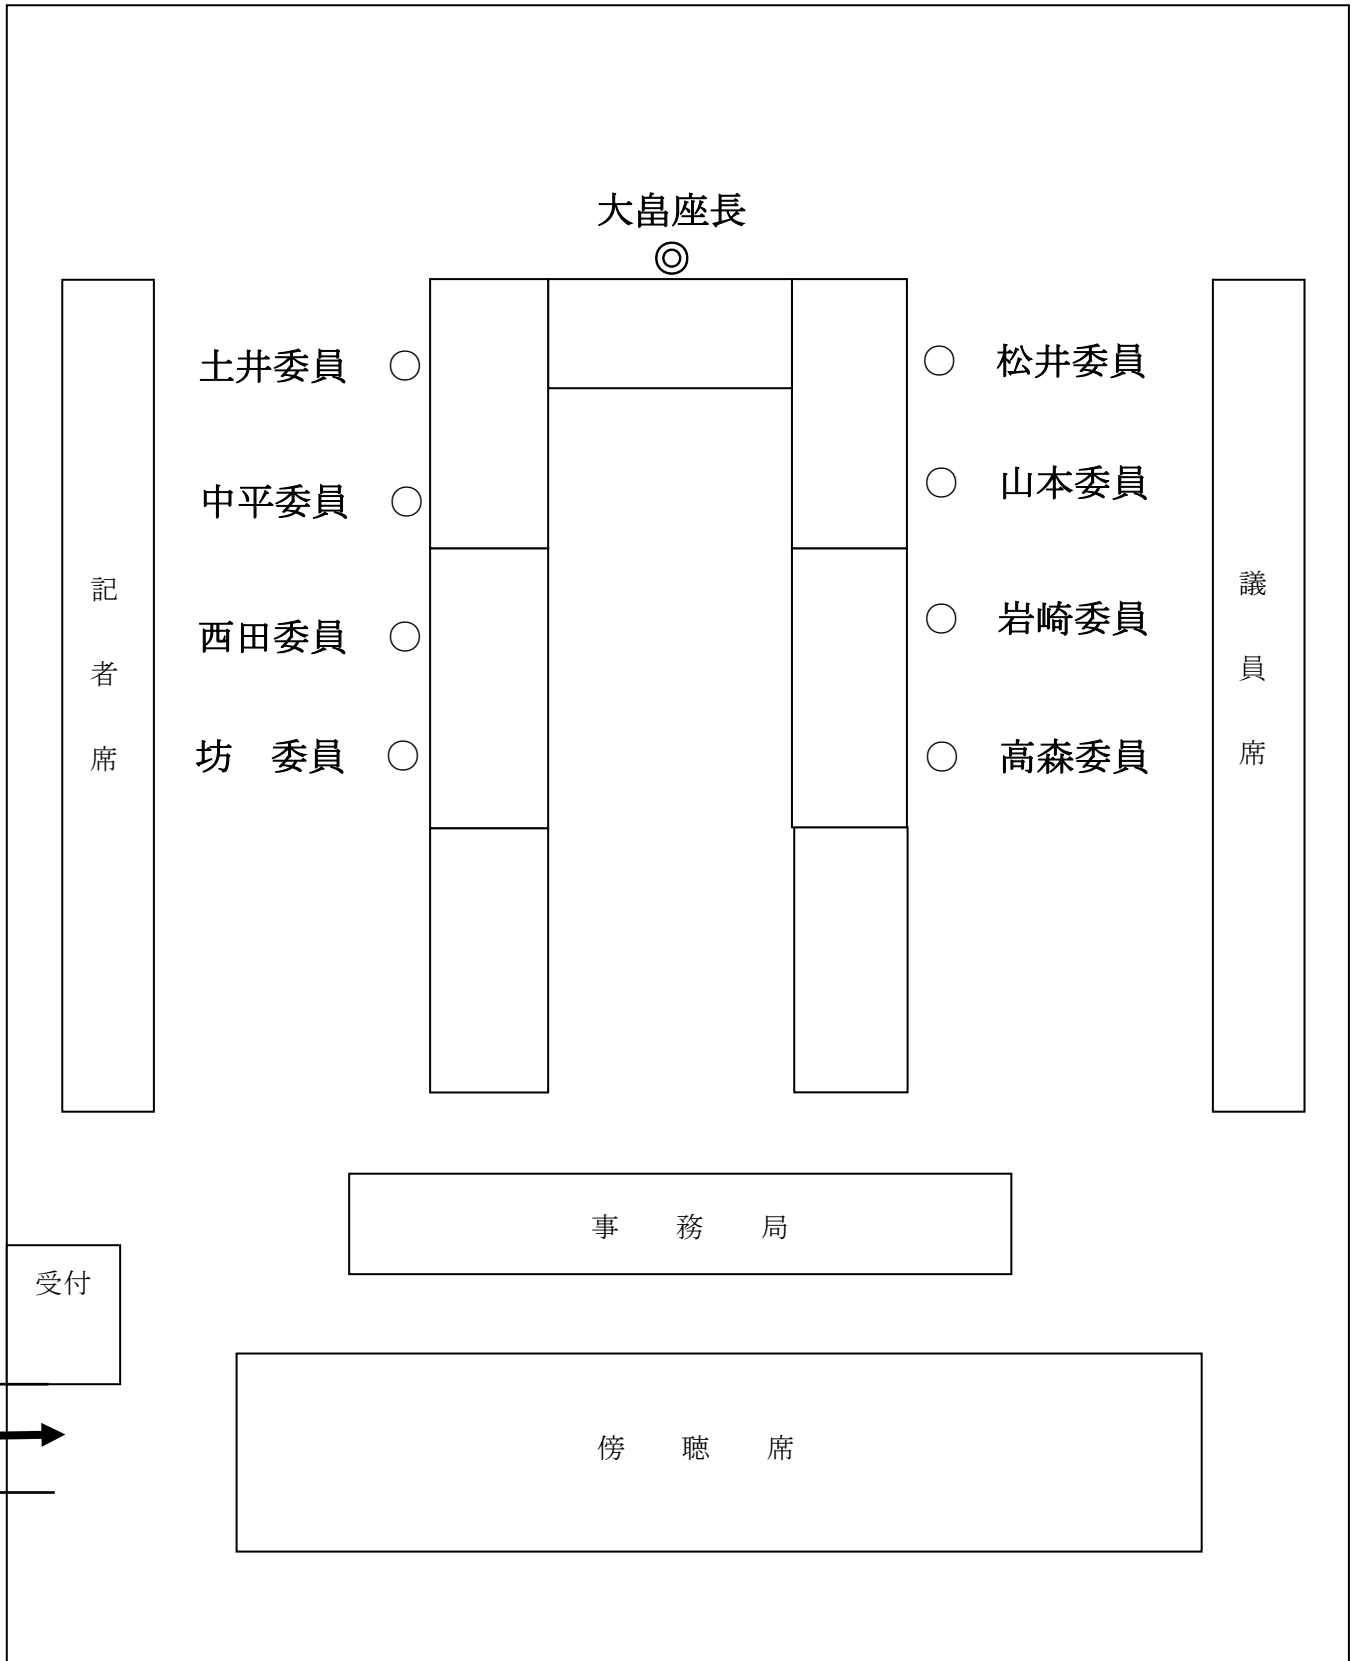 大畠座長
◎
土井委員 ○
○ 松井委員
中平委員 ○
○ 山本委員
西田委員 ○
○ 岩崎委員
坊　委員 ○
○ 高森委員
記者席
議員席
事　務　局
受付
傍　聴　席